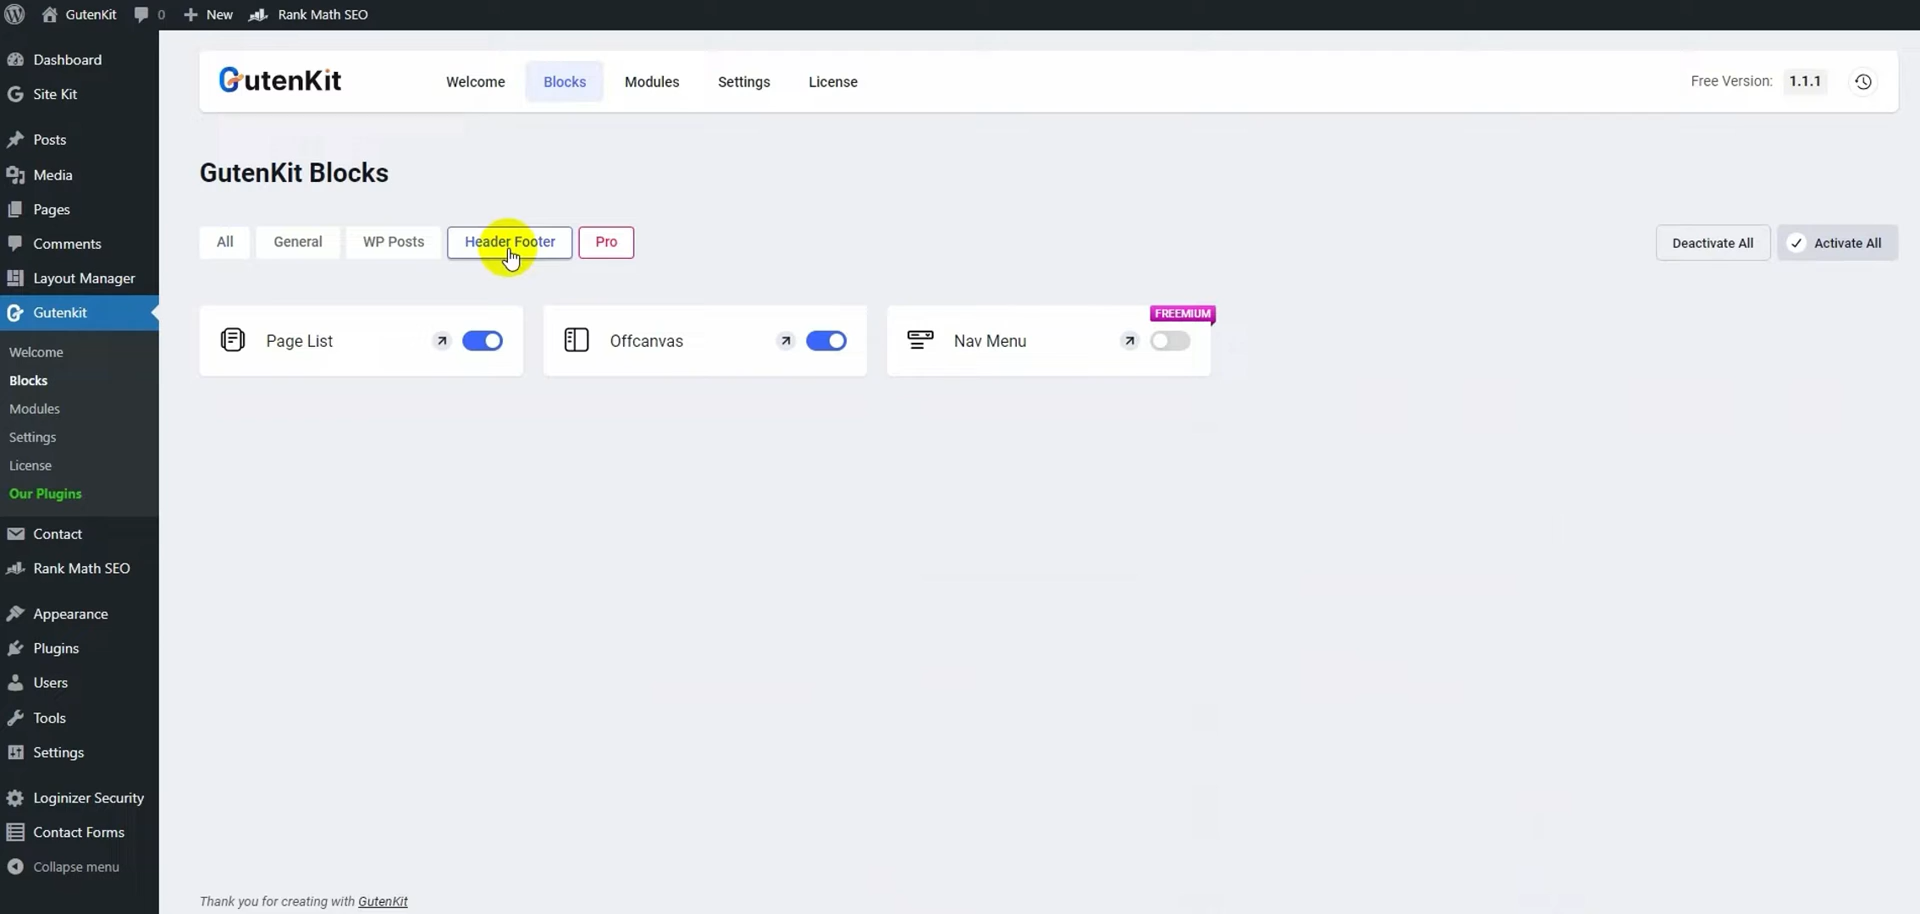 GutenKit 0 New Rank Math SEO
Dashboard
Site Kit
Posts
Media
Pages
Comments
Layout Manager
Gutenkit
Welcome
Blocks
Modules
Settings
License
Our Plugins
Contact
Rank Math SEO
Appearance
Plugins
Users
Tools
Settings
Loginizer Security
Contact Forms
Collapse menu
GutenKit Welcome Blocks Modules Settings License Free Version: 1.1.1
GutenKit Blocks
All General WP Posts Header Footer Pro Deactivate All Activate All
FREEMIUM
Page List Offcanvas Nav Menu
Thank you for creating with GutenKit